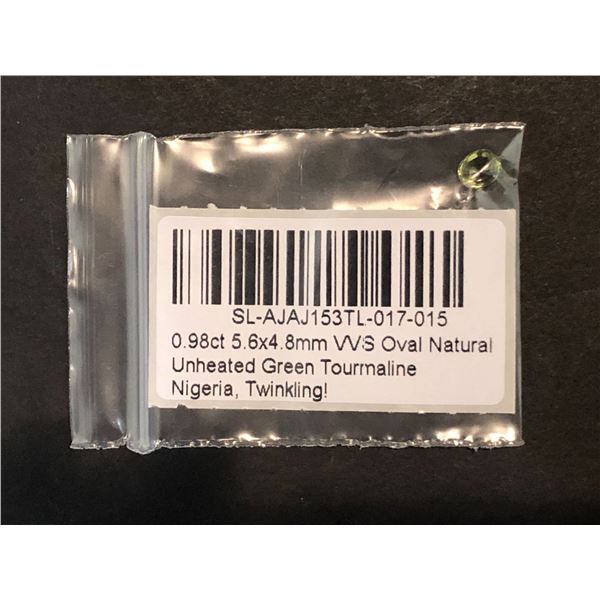 SL-AJAJ153TL-017-015
0.98ct 5.6x4.8mm VVS Oval Natural
Unheated Green Tourmaline
Nigeria, Twinkling!